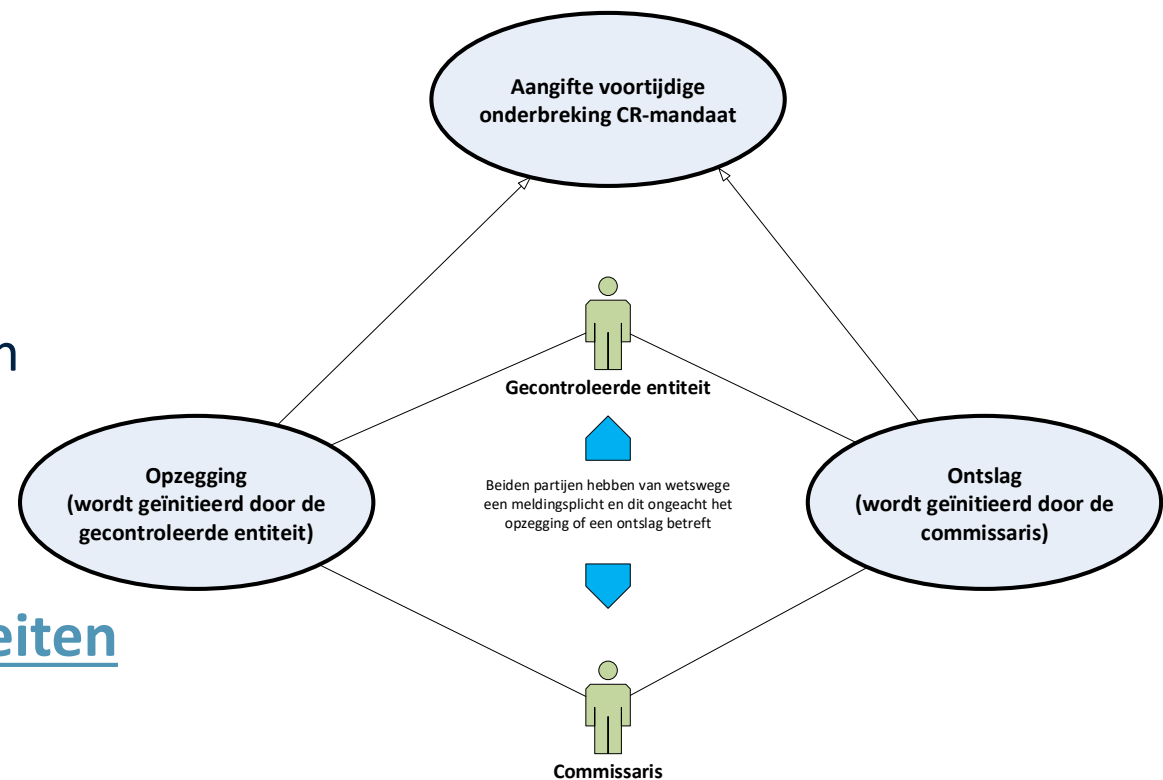 Aangifte voortijdige
onderbreking CR-mandaat
n
Gecontroleerde entiteit
Opzegging
(wordt geïnitieerd door de
gecontroleerde entiteit)
Beiden partijen hebben van wetswege
een meldingsplicht en dit ongeacht het
opzegging of een ontslag betreft
Ontslag
(wordt geïnitieerd door de
commissaris)
eiten
Commissaris